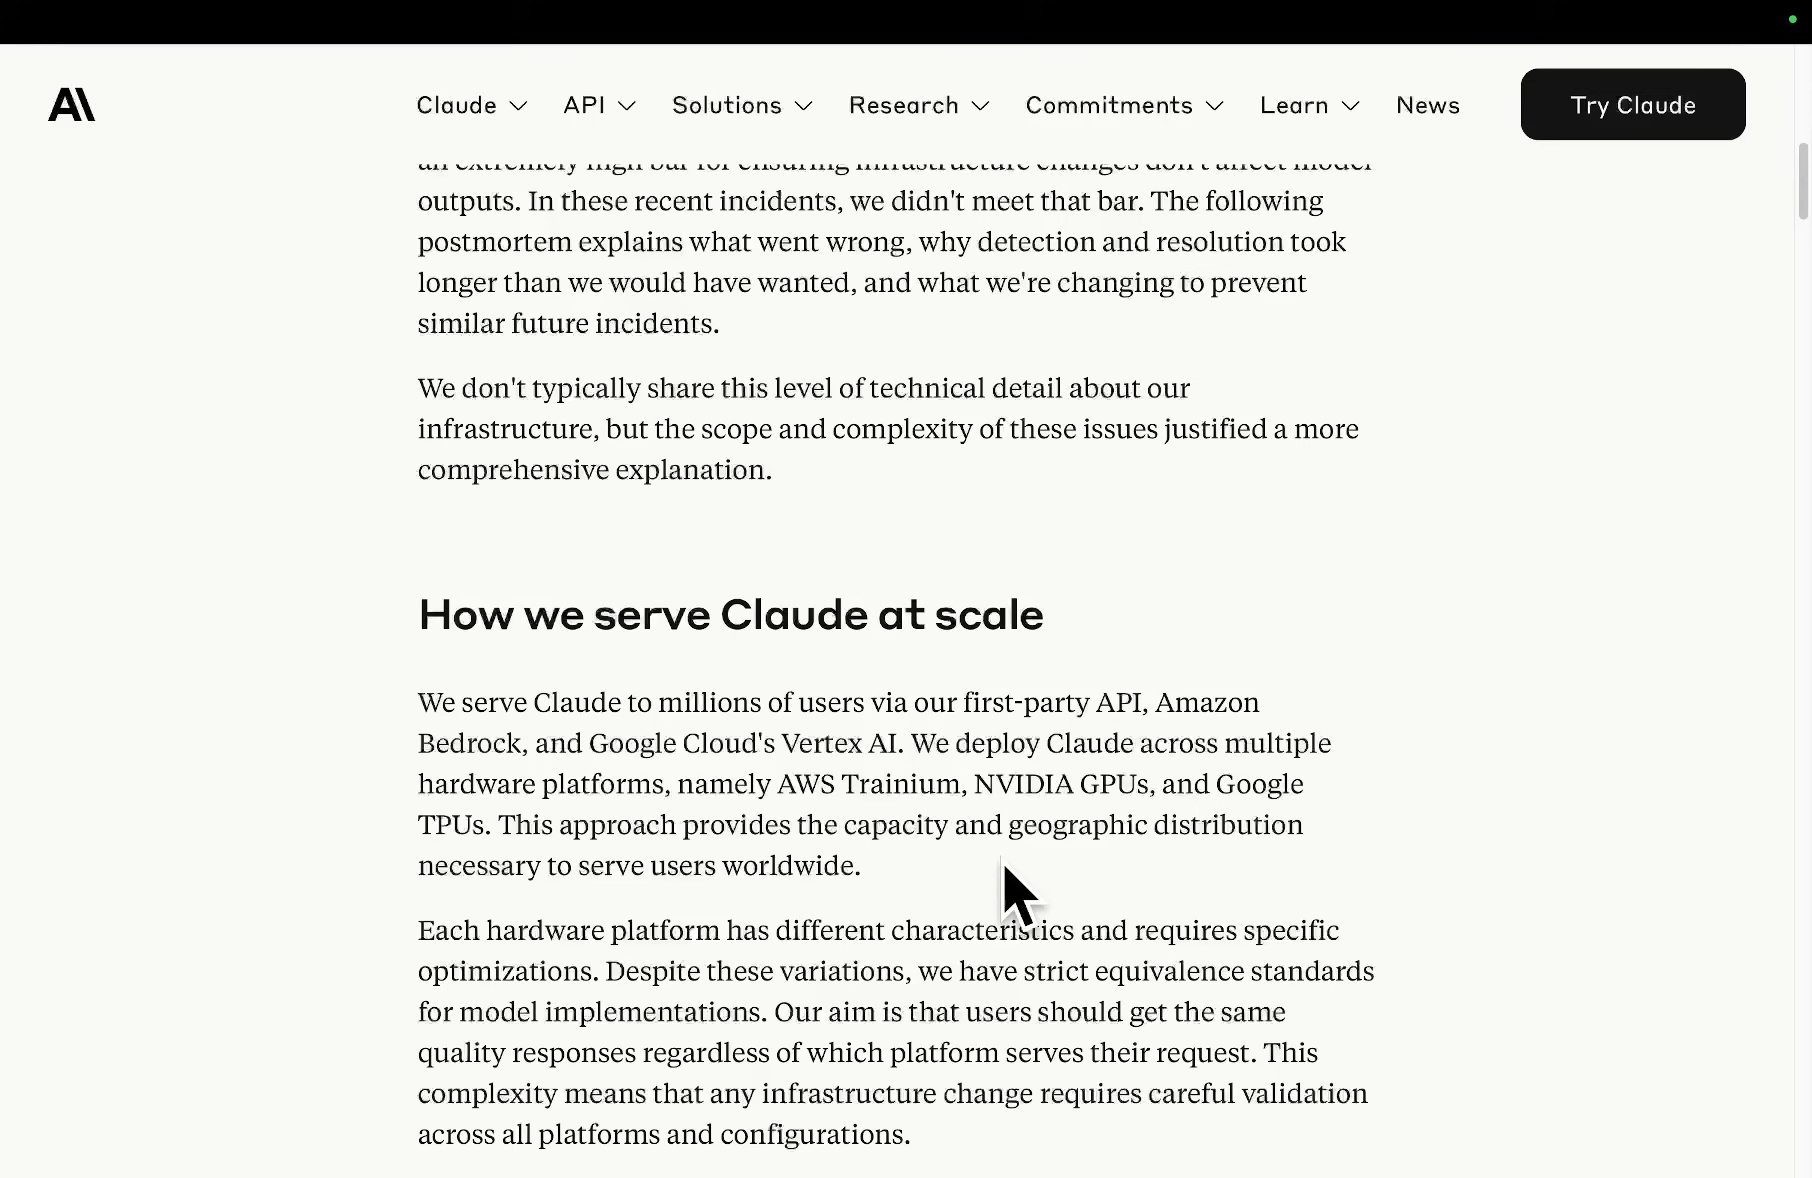 Claude API Solutions Research Commitments Learn News Try Claude
an extremely high bar for ensuring infrastructure changes don't affect model
outputs. In these recent incidents, we didn't meet that bar. The following
postmortem explains what went wrong, why detection and resolution took
longer than we would have wanted, and what we're changing to prevent
similar future incidents.
We don't typically share this level of technical detail about our
infrastructure, but the scope and complexity of these issues justified a more
comprehensive explanation.
How we serve Claude at scale
We serve Claude to millions of users via our first-party API, Amazon
Bedrock, and Google Cloud's Vertex AI. We deploy Claude across multiple
hardware platforms, namely AWS Trainium, NVIDIA GPUs, and Google
TPUs. This approach provides the capacity and geographic distribution
necessary to serve users worldwide.
Each hardware platform has different characteristics and requires specific
optimizations. Despite these variations, we have strict equivalence standards
for model implementations. Our aim is that users should get the same
quality responses regardless of which platform serves their request. This
complexity means that any infrastructure change requires careful validation
across all platforms and configurations.